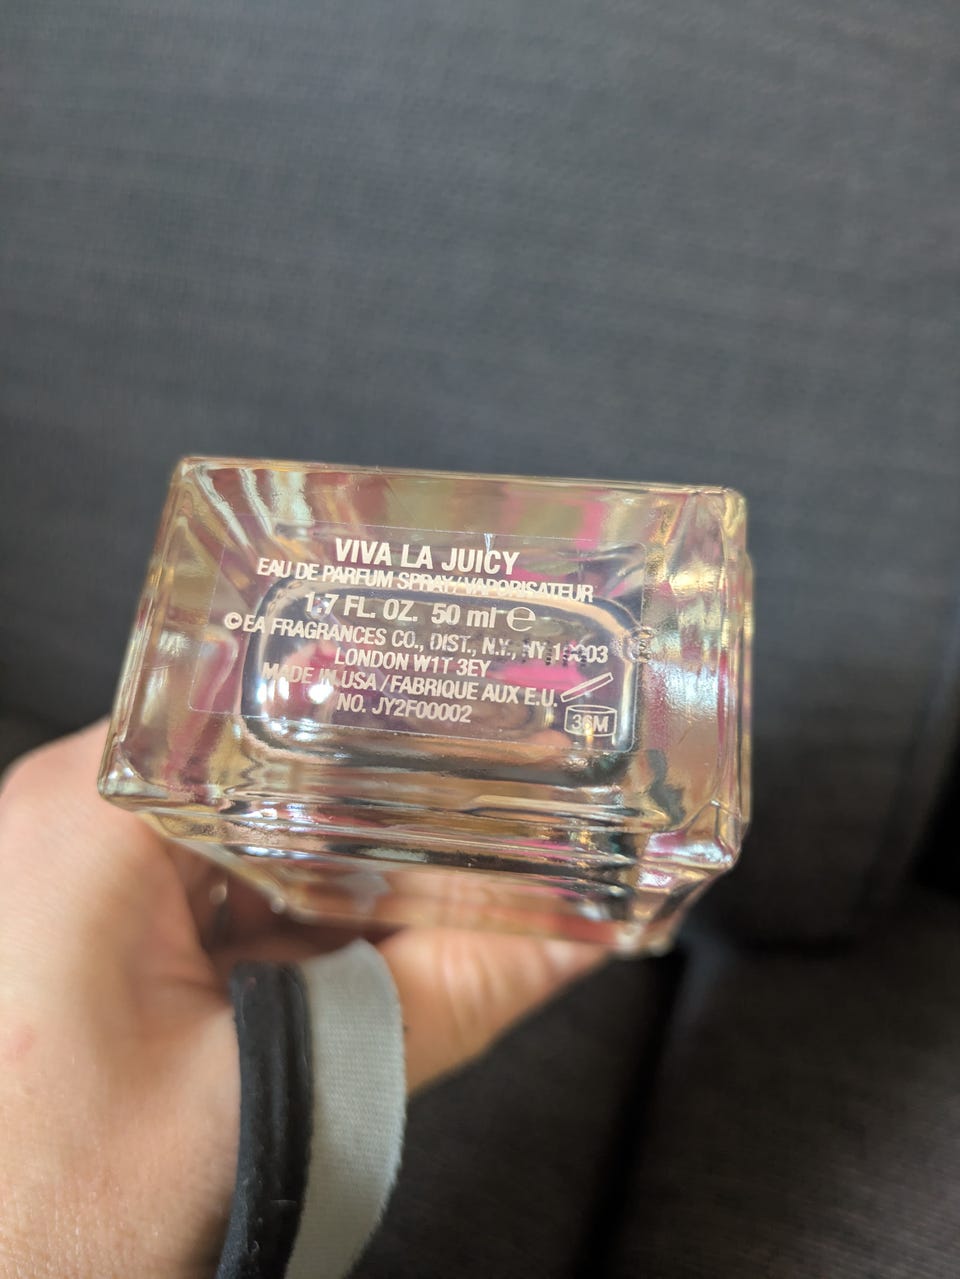 VIVA LA JUICY
EAU DE PARFUM SPRAY/VAPORISATEUR
1.7 FL. OZ. 50 ml ℮
©EA FRAGRANCES CO., DIST., N.Y., NY 10003
LONDON W1T 3EY
MADE IN USA/FABRIQUE AUX E.U.
NO. JY2F00002
36M